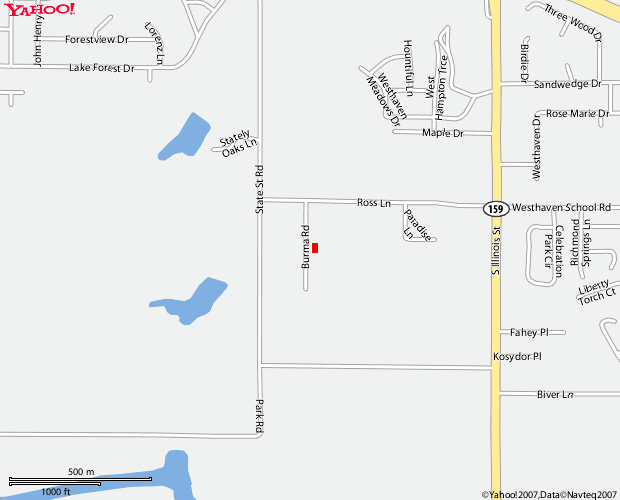 YAHOO!
John Henry
Forestview Dr
Lorenz Ln
Lake Forest Dr
Three Wood Dr
Birdie Dr
Hountiful Ln
West
Hampton Trce
Westhaven
Meadows Dr
Sandwedge Dr
Rose Marie Dr
Maple Dr
Westhaven Dr
Stately
Oaks Ln
State St Rd
Ross Ln
159
Westhaven School Rd
Paradise
Ln
Burma Rd
S Illinois St
Celebration
Park Cir
Richmond
Springs Ln
Liberty
Torch Ct
Fahey Pl
Kosydor Pl
Biver Ln
Park Rd
500 m
1000 ft
©Yahoo!2007,Data©Navteq2007